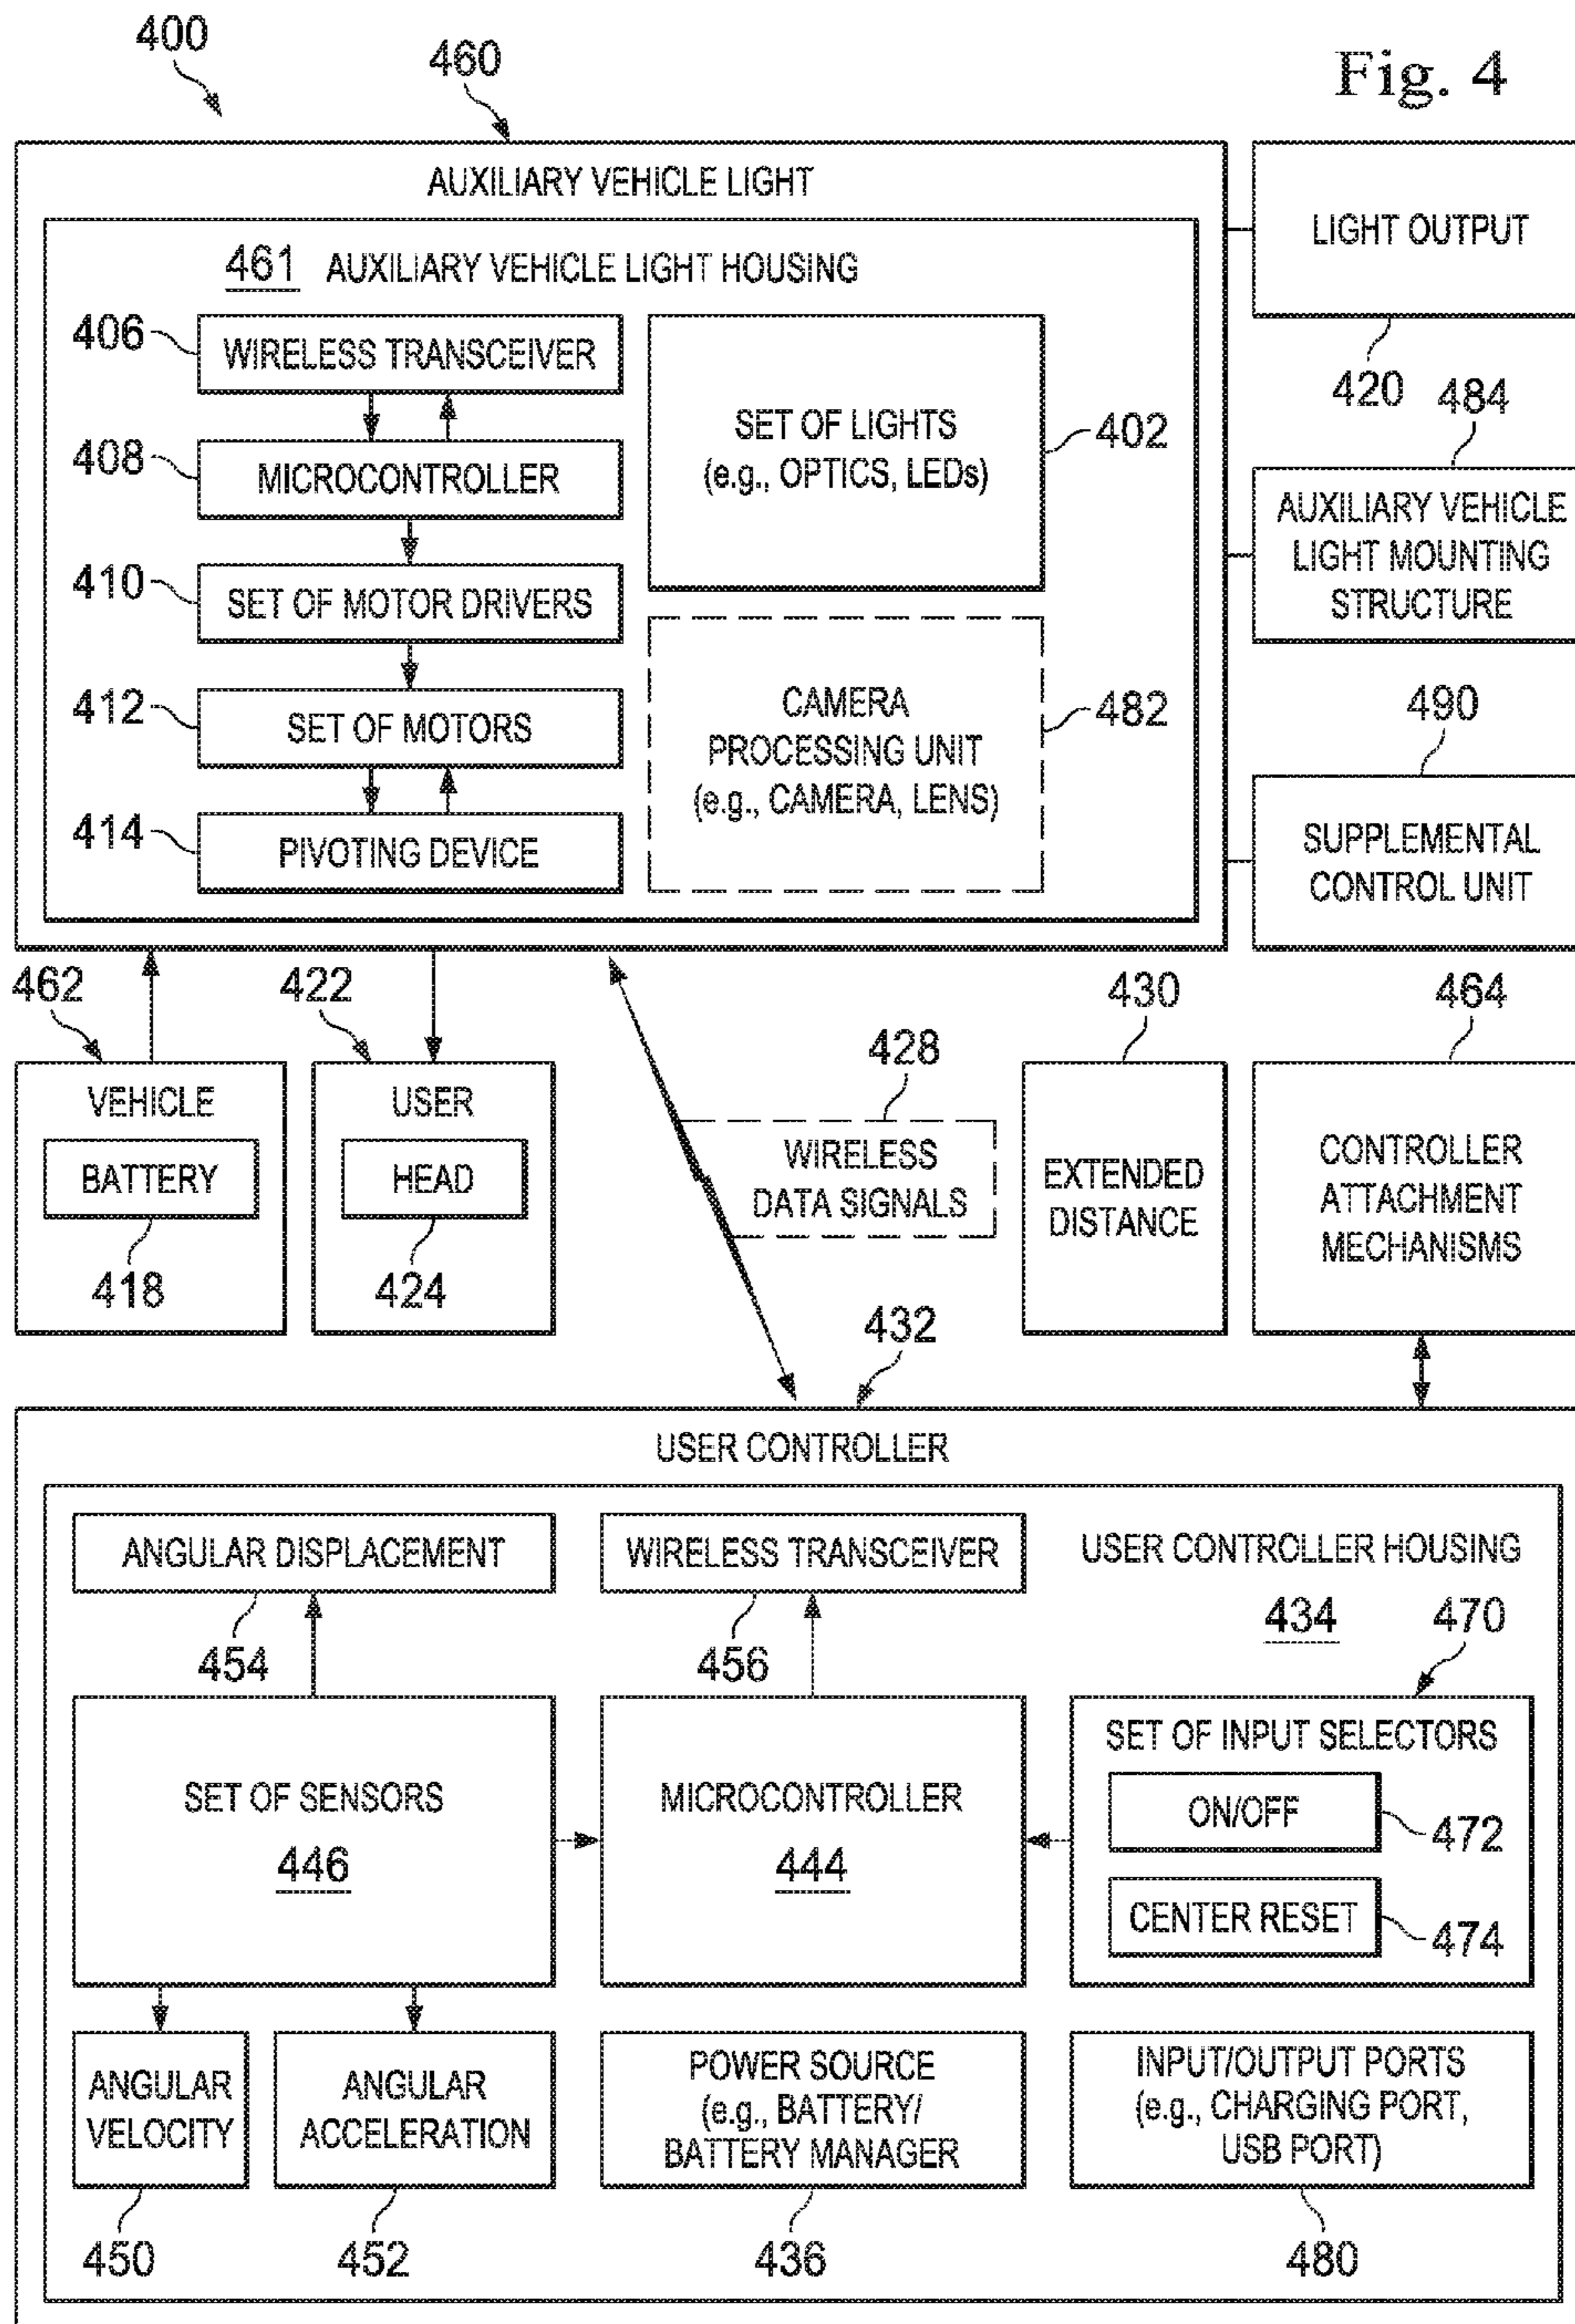 400
460
Fig. 4
AUXILIARY VEHICLE LIGHT
461 AUXILIARY VEHICLE LIGHT HOUSING
406
WIRELESS TRANSCEIVER
408
MICROCONTROLLER
410
SET OF MOTOR DRIVERS
412
SET OF MOTORS
414
PIVOTING DEVICE
SET OF LIGHTS
(e.g., OPTICS, LEDs)
402
CAMERA
PROCESSING UNIT
(e.g., CAMERA, LENS)
482
LIGHT OUTPUT
420
484
AUXILIARY VEHICLE
LIGHT MOUNTING
STRUCTURE
490
SUPPLEMENTAL
CONTROL UNIT
462
VEHICLE
BATTERY
418
422
USER
HEAD
424
428
WIRELESS
DATA SIGNALS
430
EXTENDED
DISTANCE
464
CONTROLLER
ATTACHMENT
MECHANISMS
432
USER CONTROLLER
ANGULAR DISPLACEMENT
454
WIRELESS TRANSCEIVER
456
USER CONTROLLER HOUSING
434
470
SET OF SENSORS
446
MICROCONTROLLER
444
SET OF INPUT SELECTORS
ON/OFF
472
CENTER RESET
474
ANGULAR
VELOCITY
450
ANGULAR
ACCELERATION
452
POWER SOURCE
(e.g., BATTERY/
BATTERY MANAGER
436
INPUT/OUTPUT PORTS
(e.g., CHARGING PORT,
USB PORT)
480